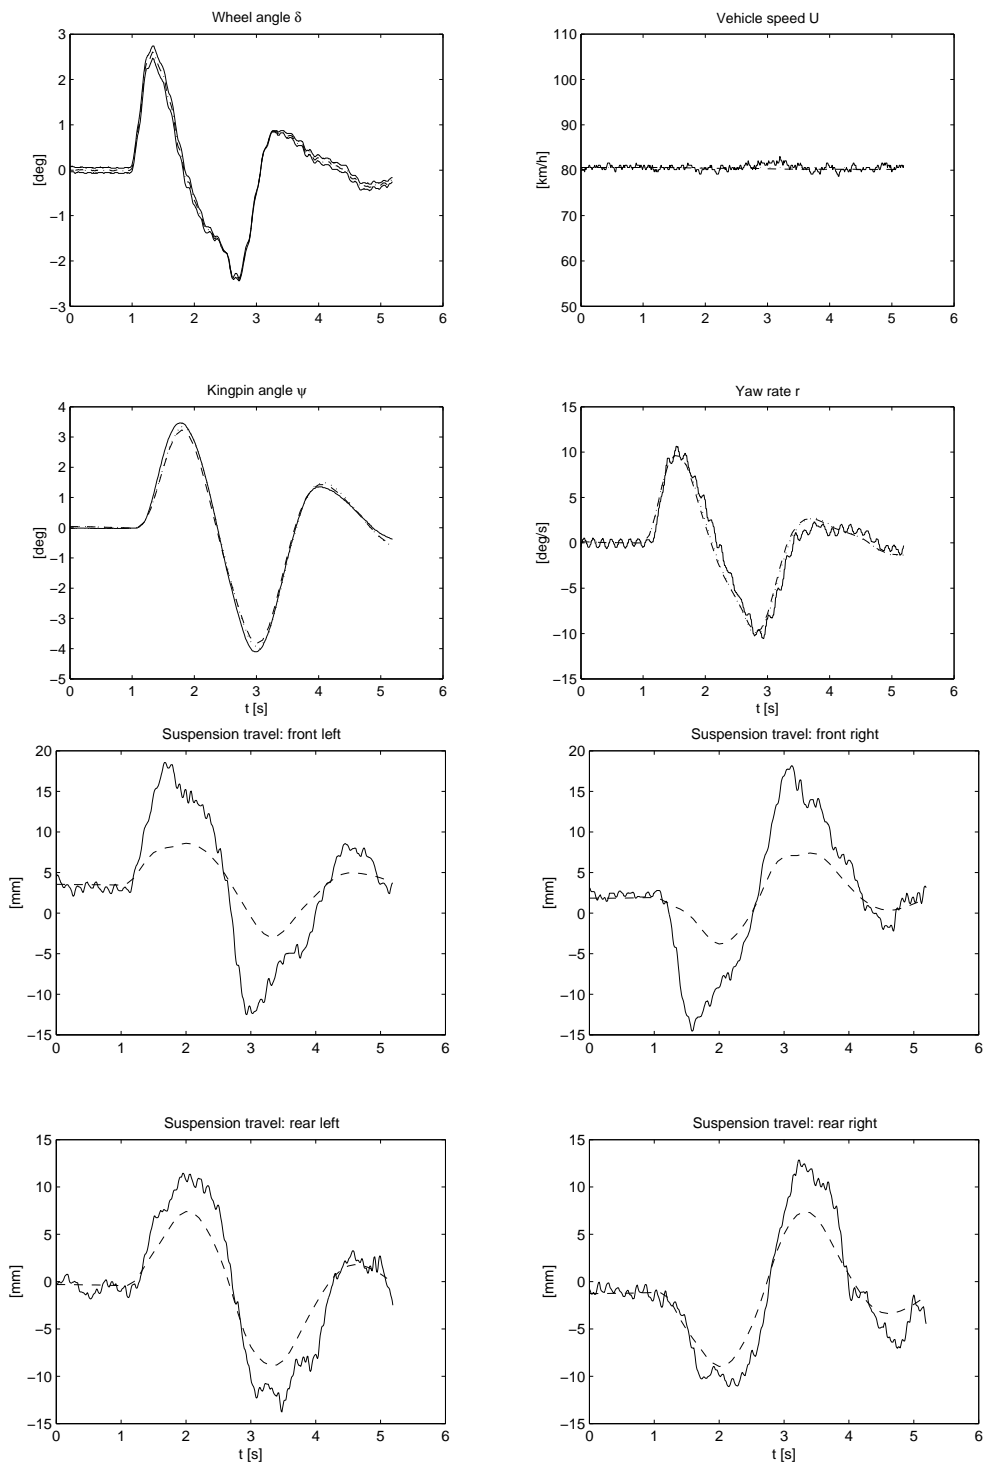 Wheel angle δ
3
2
1
0
−1
−2
−3
[deg]
0 1 2 3 4 5 6
Vehicle speed U
110
100
90
80
70
60
50
[km/h]
0 1 2 3 4 5 6
Kingpin angle ψ
4
3
2
1
0
−1
−2
−3
−4
−5
[deg]
0 1 2 3 4 5 6
t [s]
Yaw rate r
15
10
5
0
−5
−10
−15
[deg/s]
0 1 2 3 4 5 6
t [s]
Suspension travel: front left
20
15
10
5
0
−5
−10
−15
[mm]
0 1 2 3 4 5 6
Suspension travel: front right
20
15
10
5
0
−5
−10
−15
[mm]
0 1 2 3 4 5 6
Suspension travel: rear left
15
10
5
0
−5
−10
−15
[mm]
0 1 2 3 4 5 6
t [s]
Suspension travel: rear right
15
10
5
0
−5
−10
−15
[mm]
0 1 2 3 4 5 6
t [s]